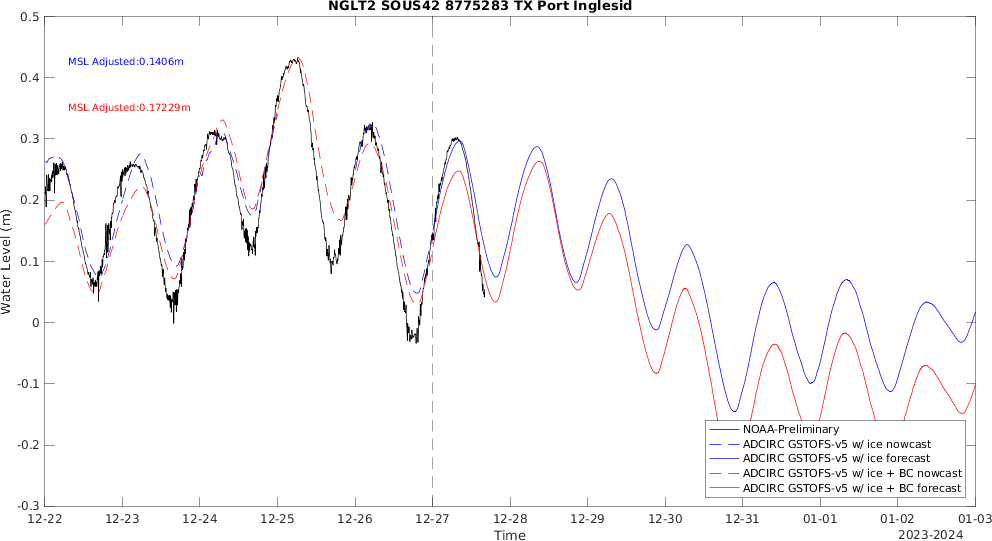 NGLT2 SOUS42 8775283 TX Port Inglesid
0.5
0.4
0.3
0.2
0.1
0
-0.1
-0.2
-0.3
Water Level (m)
MSL Adjusted:0.1406m
MSL Adjusted:0.17229m
NOAA-Preliminary
ADCIRC GSTOFS-v5 w/ ice nowcast
ADCIRC GSTOFS-v5 w/ ice forecast
ADCIRC GSTOFS-v5 w/ ice + BC nowcast
ADCIRC GSTOFS-v5 w/ ice + BC forecast
12-22 12-23 12-24 12-25 12-26 12-27 12-28 12-29 12-30 12-31 01-01 01-02 01-03
Time
2023-2024